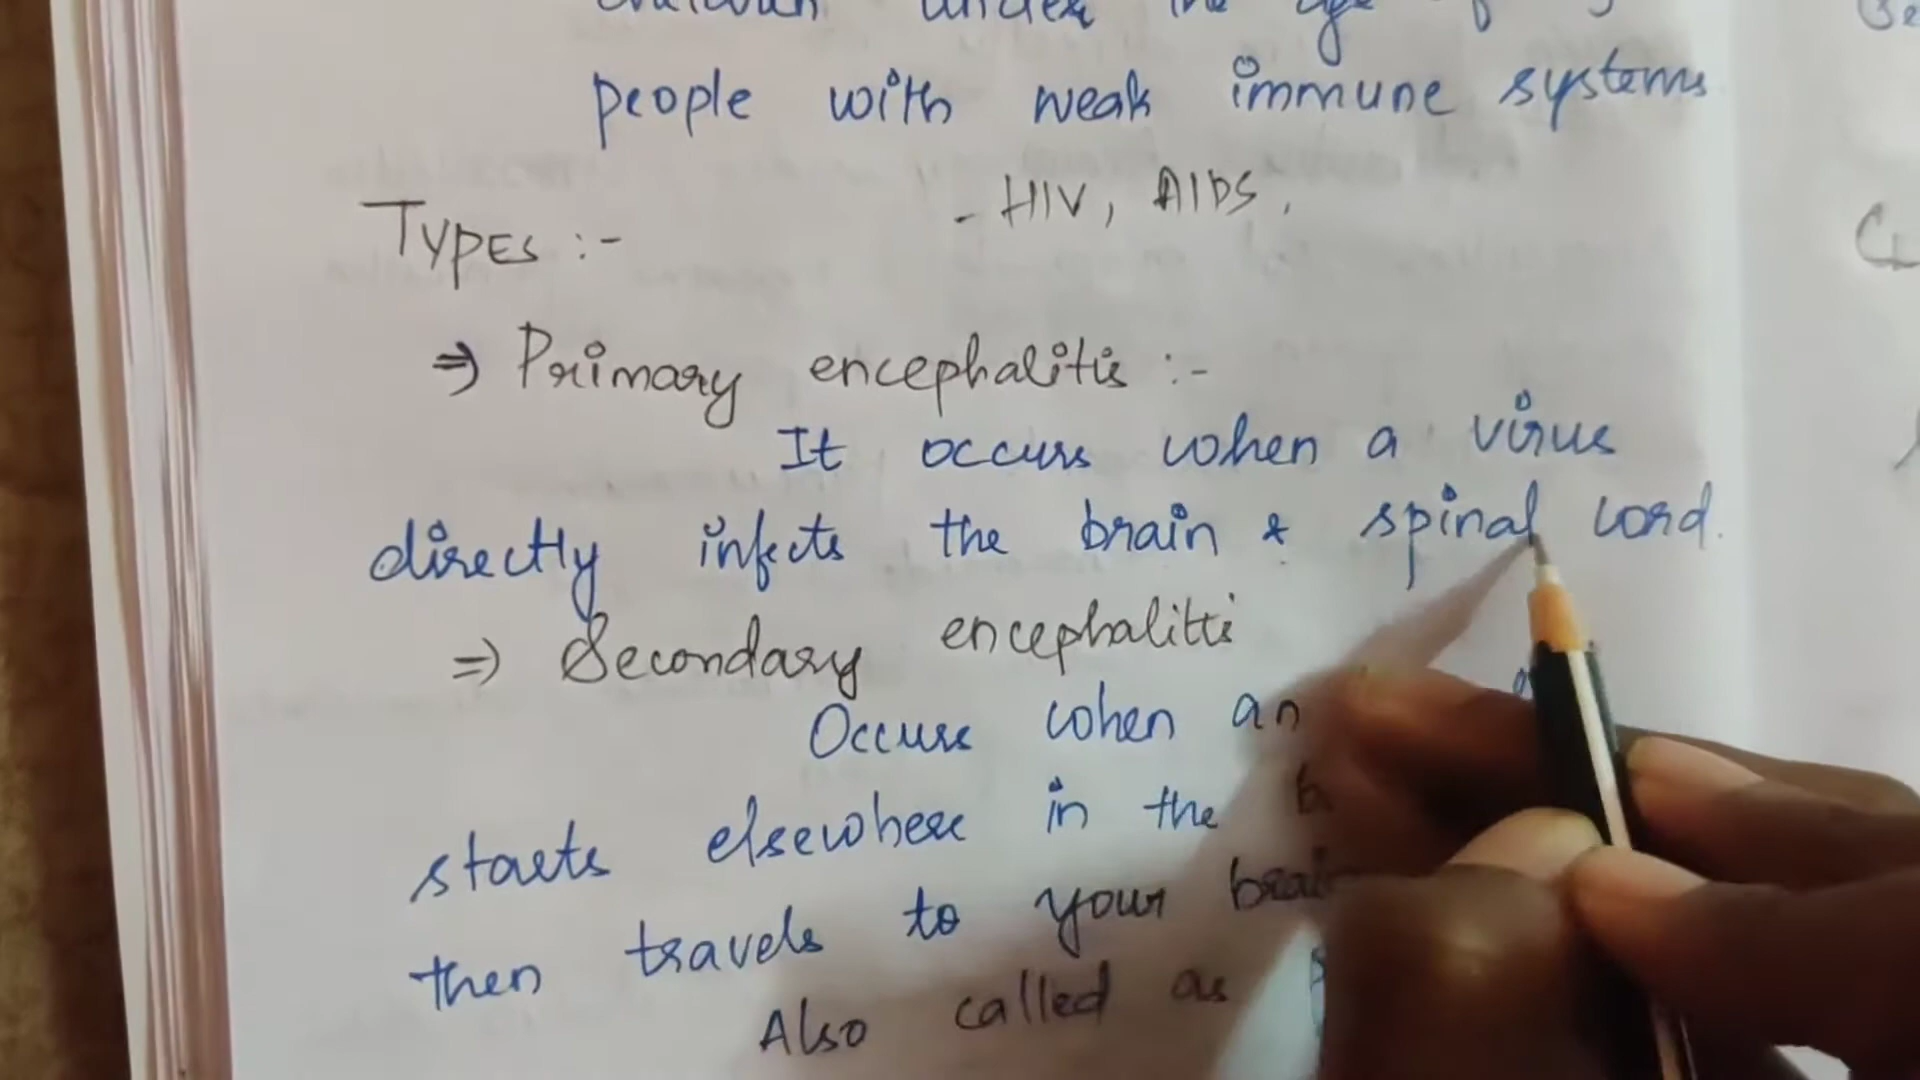 people with weak immune systems
- HIV, AIDS,
Types :-
⇒ Primary encephalitis :-
It occurs when a virus
directly infects the brain & spinal cord.
⇒ Secondary encephalitis
Occurs when an
starts elsewhere in the
then travels to your brain
Also called as